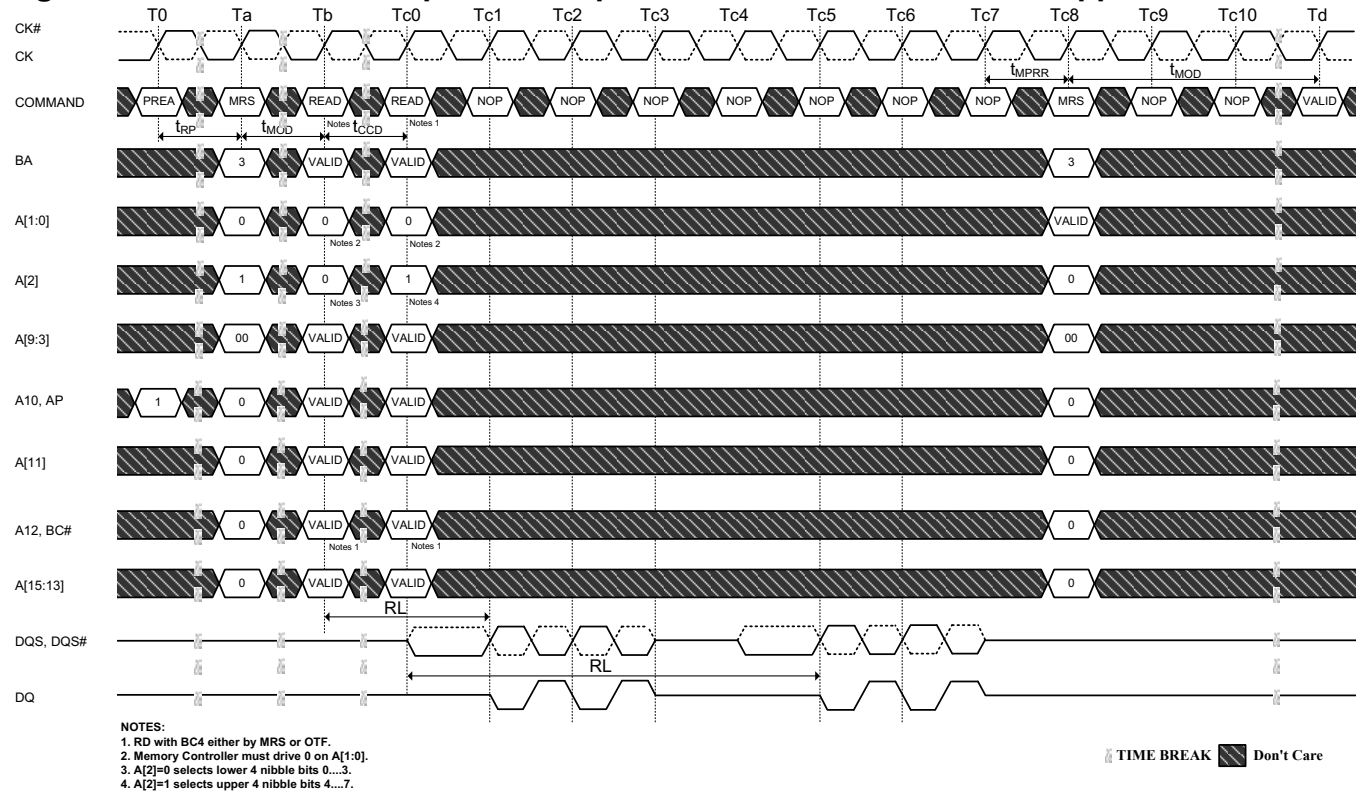 T0 Ta Tb Tc0 Tc1 Tc2 Tc3 Tc4 Tc5 Tc6 Tc7 Tc8 Tc9 Tc10 Td
CK#
CK
tMPRR tMOD
COMMAND PREA MRS READ READ NOP NOP NOP NOP NOP NOP NOP MRS NOP NOP VALID
Notes 1 Notes 1
tRP tMOD tCCD
BA 3 VALID VALID 3
A[1:0] 0 0 0 VALID
Notes 2 Notes 2
A[2] 1 0 1 0
Notes 3 Notes 4
A[9:3] 00 VALID VALID 00
A10, AP 1 0 VALID VALID 0
A[11] 0 VALID VALID 0
A12, BC# 0 VALID VALID 0
Notes 1 Notes 1
A[15:13] 0 VALID VALID 0
RL
DQS, DQS#
RL
DQ
NOTES:
1. RD with BC4 either by MRS or OTF.
2. Memory Controller must drive 0 on A[1:0].
3. A[2]=0 selects lower 4 nibble bits 0....3.
4. A[2]=1 selects upper 4 nibble bits 4....7.
TIME BREAK Don't Care